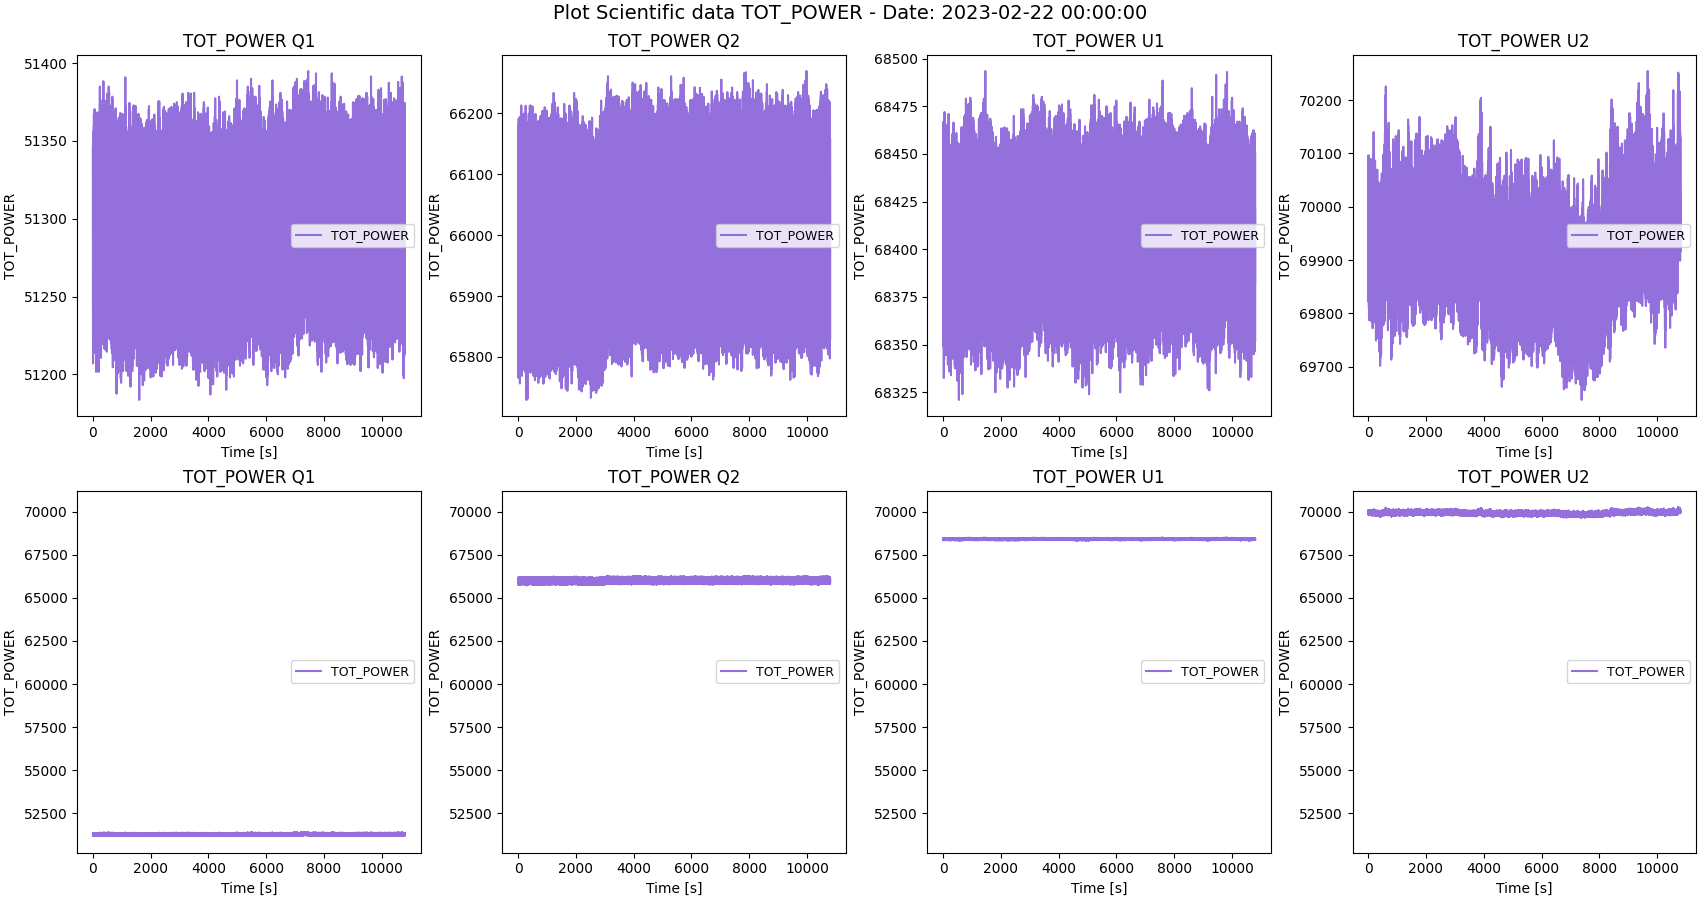 Plot Scientific data TOT_POWER - Date: 2023-02-22 00:00:00
TOT_POWER Q1
TOT_POWER
51400
51350
51300
51250
51200
TOT_POWER
0 2000 4000 6000 8000 10000
Time [s]
TOT_POWER Q2
TOT_POWER
66200
66100
66000
65900
65800
TOT_POWER
0 2000 4000 6000 8000 10000
Time [s]
TOT_POWER U1
TOT_POWER
68500
68475
68450
68425
68400
68375
68350
68325
TOT_POWER
0 2000 4000 6000 8000 10000
Time [s]
TOT_POWER U2
TOT_POWER
70200
70100
70000
69900
69800
69700
TOT_POWER
0 2000 4000 6000 8000 10000
Time [s]
TOT_POWER Q1
TOT_POWER
70000
67500
65000
62500
60000
57500
55000
52500
TOT_POWER
0 2000 4000 6000 8000 10000
Time [s]
TOT_POWER Q2
TOT_POWER
70000
67500
65000
62500
60000
57500
55000
52500
TOT_POWER
0 2000 4000 6000 8000 10000
Time [s]
TOT_POWER U1
TOT_POWER
70000
67500
65000
62500
60000
57500
55000
52500
TOT_POWER
0 2000 4000 6000 8000 10000
Time [s]
TOT_POWER U2
TOT_POWER
70000
67500
65000
62500
60000
57500
55000
52500
TOT_POWER
0 2000 4000 6000 8000 10000
Time [s]